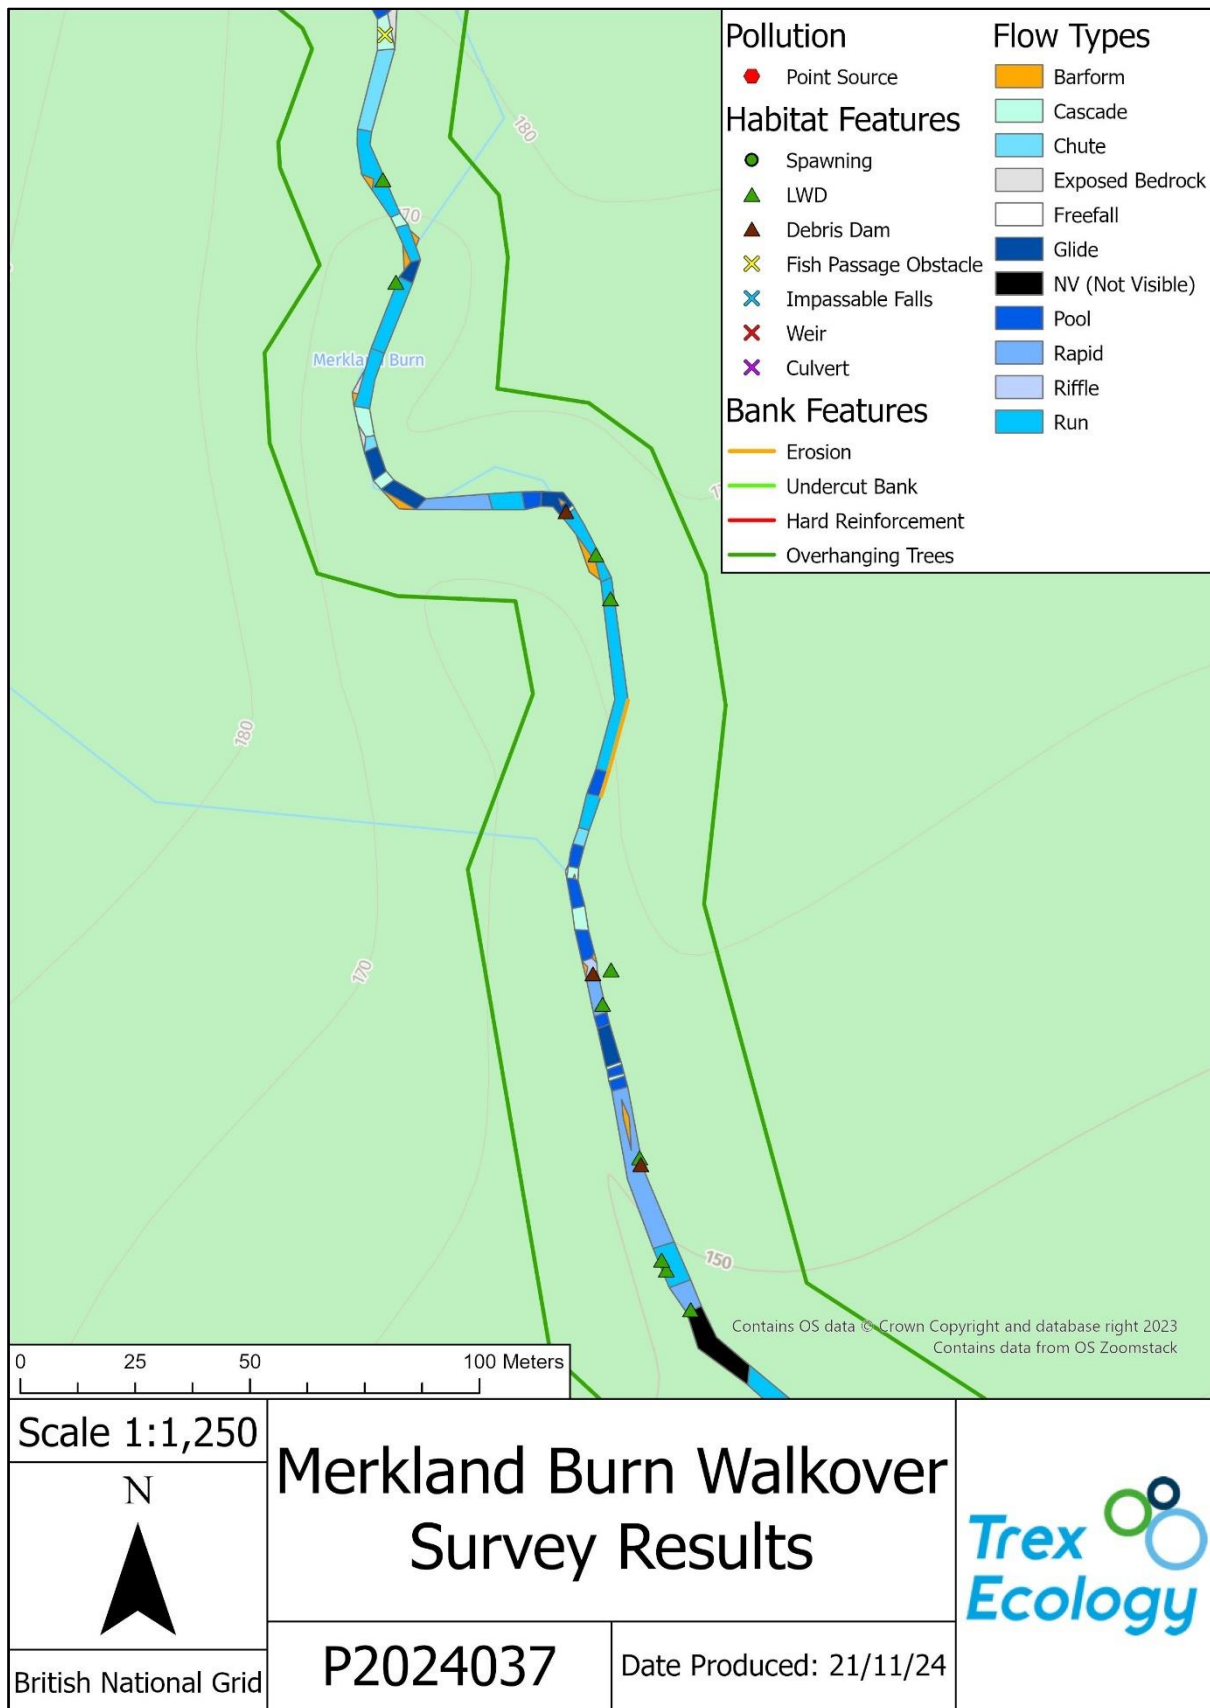 Pollution
Point Source
Habitat Features
Spawning
LWD
Debris Dam
Fish Passage Obstacle
Impassable Falls
Weir
Culvert
Bank Features
Erosion
Undercut Bank
Hard Reinforcement
Overhanging Trees
Flow Types
Barform
Cascade
Chute
Exposed Bedrock
Freefall
Glide
NV (Not Visible)
Pool
Rapid
Riffle
Run
180
70
Merkland Burn
180
170
150
Contains OS data © Crown Copyright and database right 2023
Contains data from OS Zoomstack
0 25 50 100 Meters
Scale 1:1,250
N
British National Grid
Merkland Burn Walkover
Survey Results
P2024037
Date Produced: 21/11/24
Trex
Ecology